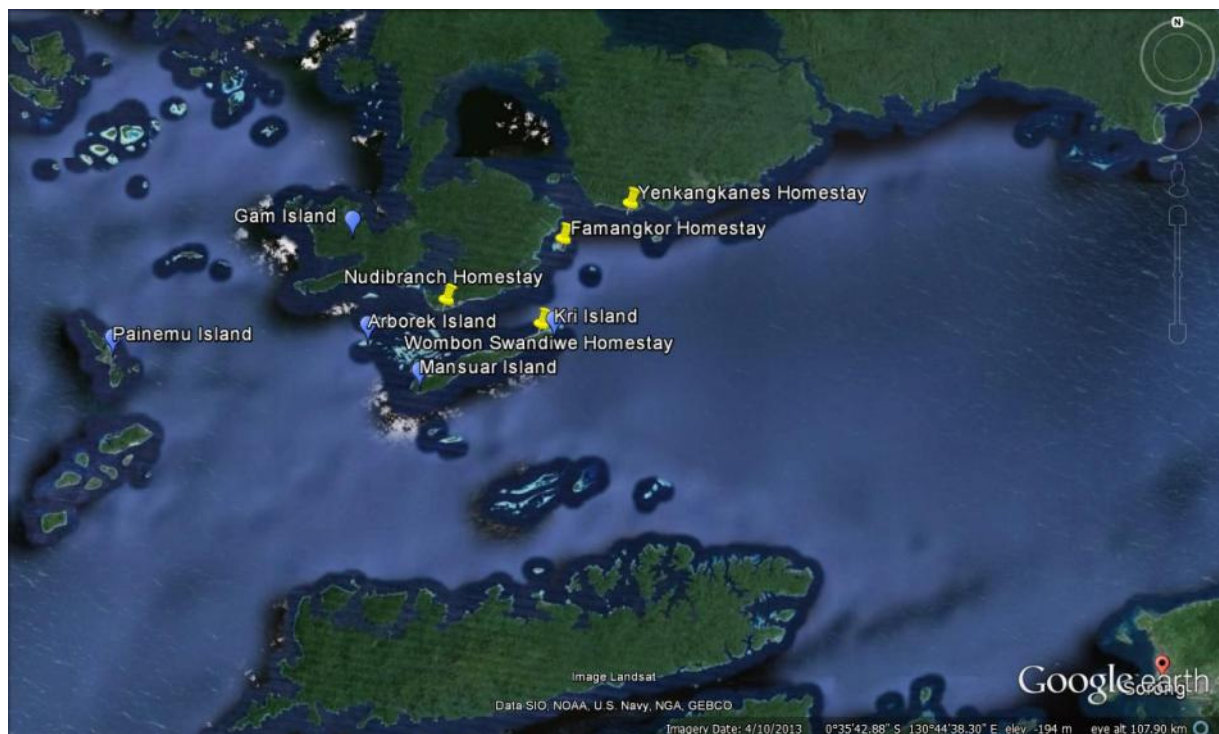 N
Yenkangkanes Homestay
Gam Island
Famangkor Homestay
Nudibranch Homestay
Kri Island
Arborek Island
Painemu Island
Wombon Swandiwe Homestay
Mansuar Island
Image Landsat
Google earth
Sorong
Data SIO, NOAA, U.S. Navy, NGA, GEBCO
Imagery Date: 4/10/2013 0°35'42.88" S 130°44'38.30" E elev -194 m eye alt 107.90 km